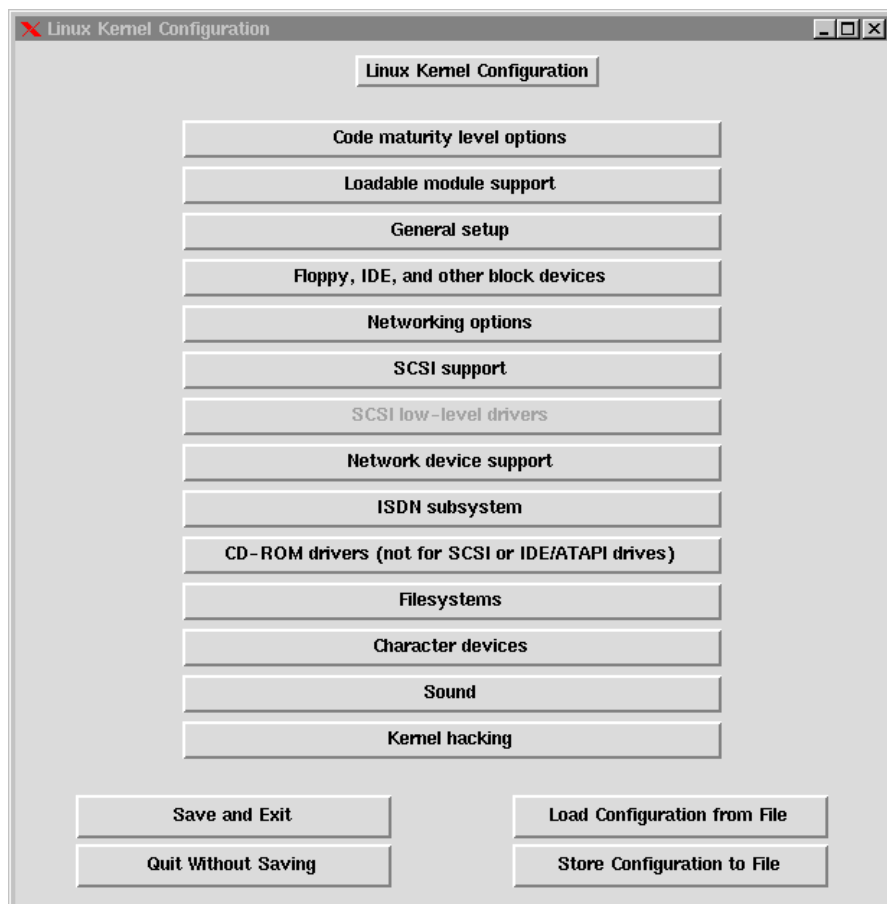 Linux Kernel Configuration
Linux Kernel Configuration
Code maturity level options
Loadable module support
General setup
Floppy, IDE, and other block devices
Networking options
SCSI support
SCSI low-level drivers
Network device support
ISDN subsystem
CD-ROM drivers (not for SCSI or IDE/ATAPI drives)
Filesystems
Character devices
Sound
Kernel hacking
Save and Exit
Load Configuration from File
Quit Without Saving
Store Configuration to File